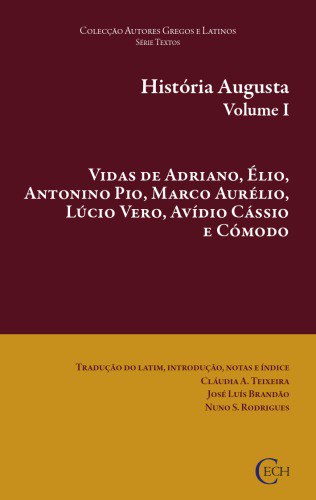 Colecção Autores Gregos e Latinos
Série Textos
História Augusta
Volume I
Vidas de Adriano, Élio,
Antonino Pio, Marco Aurélio,
Lúcio Vero, Avídio Cássio
e Cómodo
Tradução do latim, introdução, notas e índice
Cláudia A. Teixeira
José Luís Brandão
Nuno S. Rodrigues
CECH